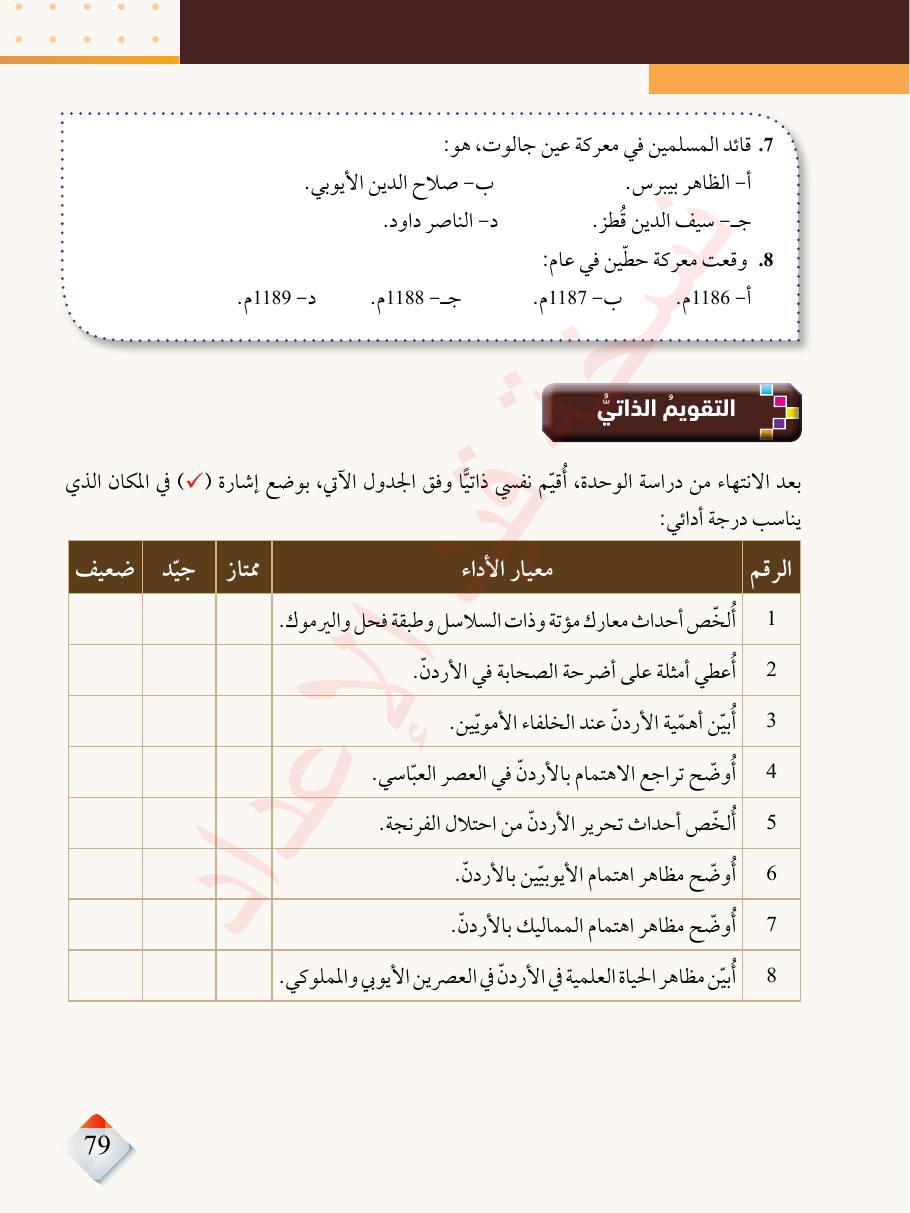 7. قائد المسلمين في معركة عين جالوت، هو:
أ- الظاهر بيبرس. ب- صلاح الدين الأيوبي.
جـ- سيف الدين قُطز. د- الناصر داود.
8. وقعت معركة حطّين في عام:
أ- 1186م. ب- 1187م. جـ- 1188م. د- 1189م.
التقويمُ الذاتيُّ
بعد الانتهاء من دراسة الوحدة، أُقيّم نفسي ذاتيًّا وفق الجدول الآتي، بوضع إشارة (✓) في المكان الذي
يناسب درجة أدائي:
الرقم معيار الأداء ممتاز جيّد ضعيف
1 أُلخّص أحداث معارك مؤتة وذات السلاسل وطبقة فحل واليرموك.
2 أُعطي أمثلة على أضرحة الصحابة في الأردنّ.
3 أُبيّن أهمّية الأردنّ عند الخلفاء الأمويّين.
4 أُوضّح تراجع الاهتمام بالأردنّ في العصر العبّاسي.
5 أُلخّص أحداث تحرير الأردنّ من احتلال الفرنجة.
6 أُوضّح مظاهر اهتمام الأيوبيّين بالأردنّ.
7 أُوضّح مظاهر اهتمام المماليك بالأردنّ.
8 أُبيّن مظاهر الحياة العلمية في الأردنّ في العصرين الأيوبي والمملوكي.
نسخة قيد الإعداد
79